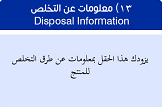 ١٣) معلومات عن التخلص
Disposal Information
يزودك هذا الحقل بمعلومات عن طرق التخلص
للمنتج